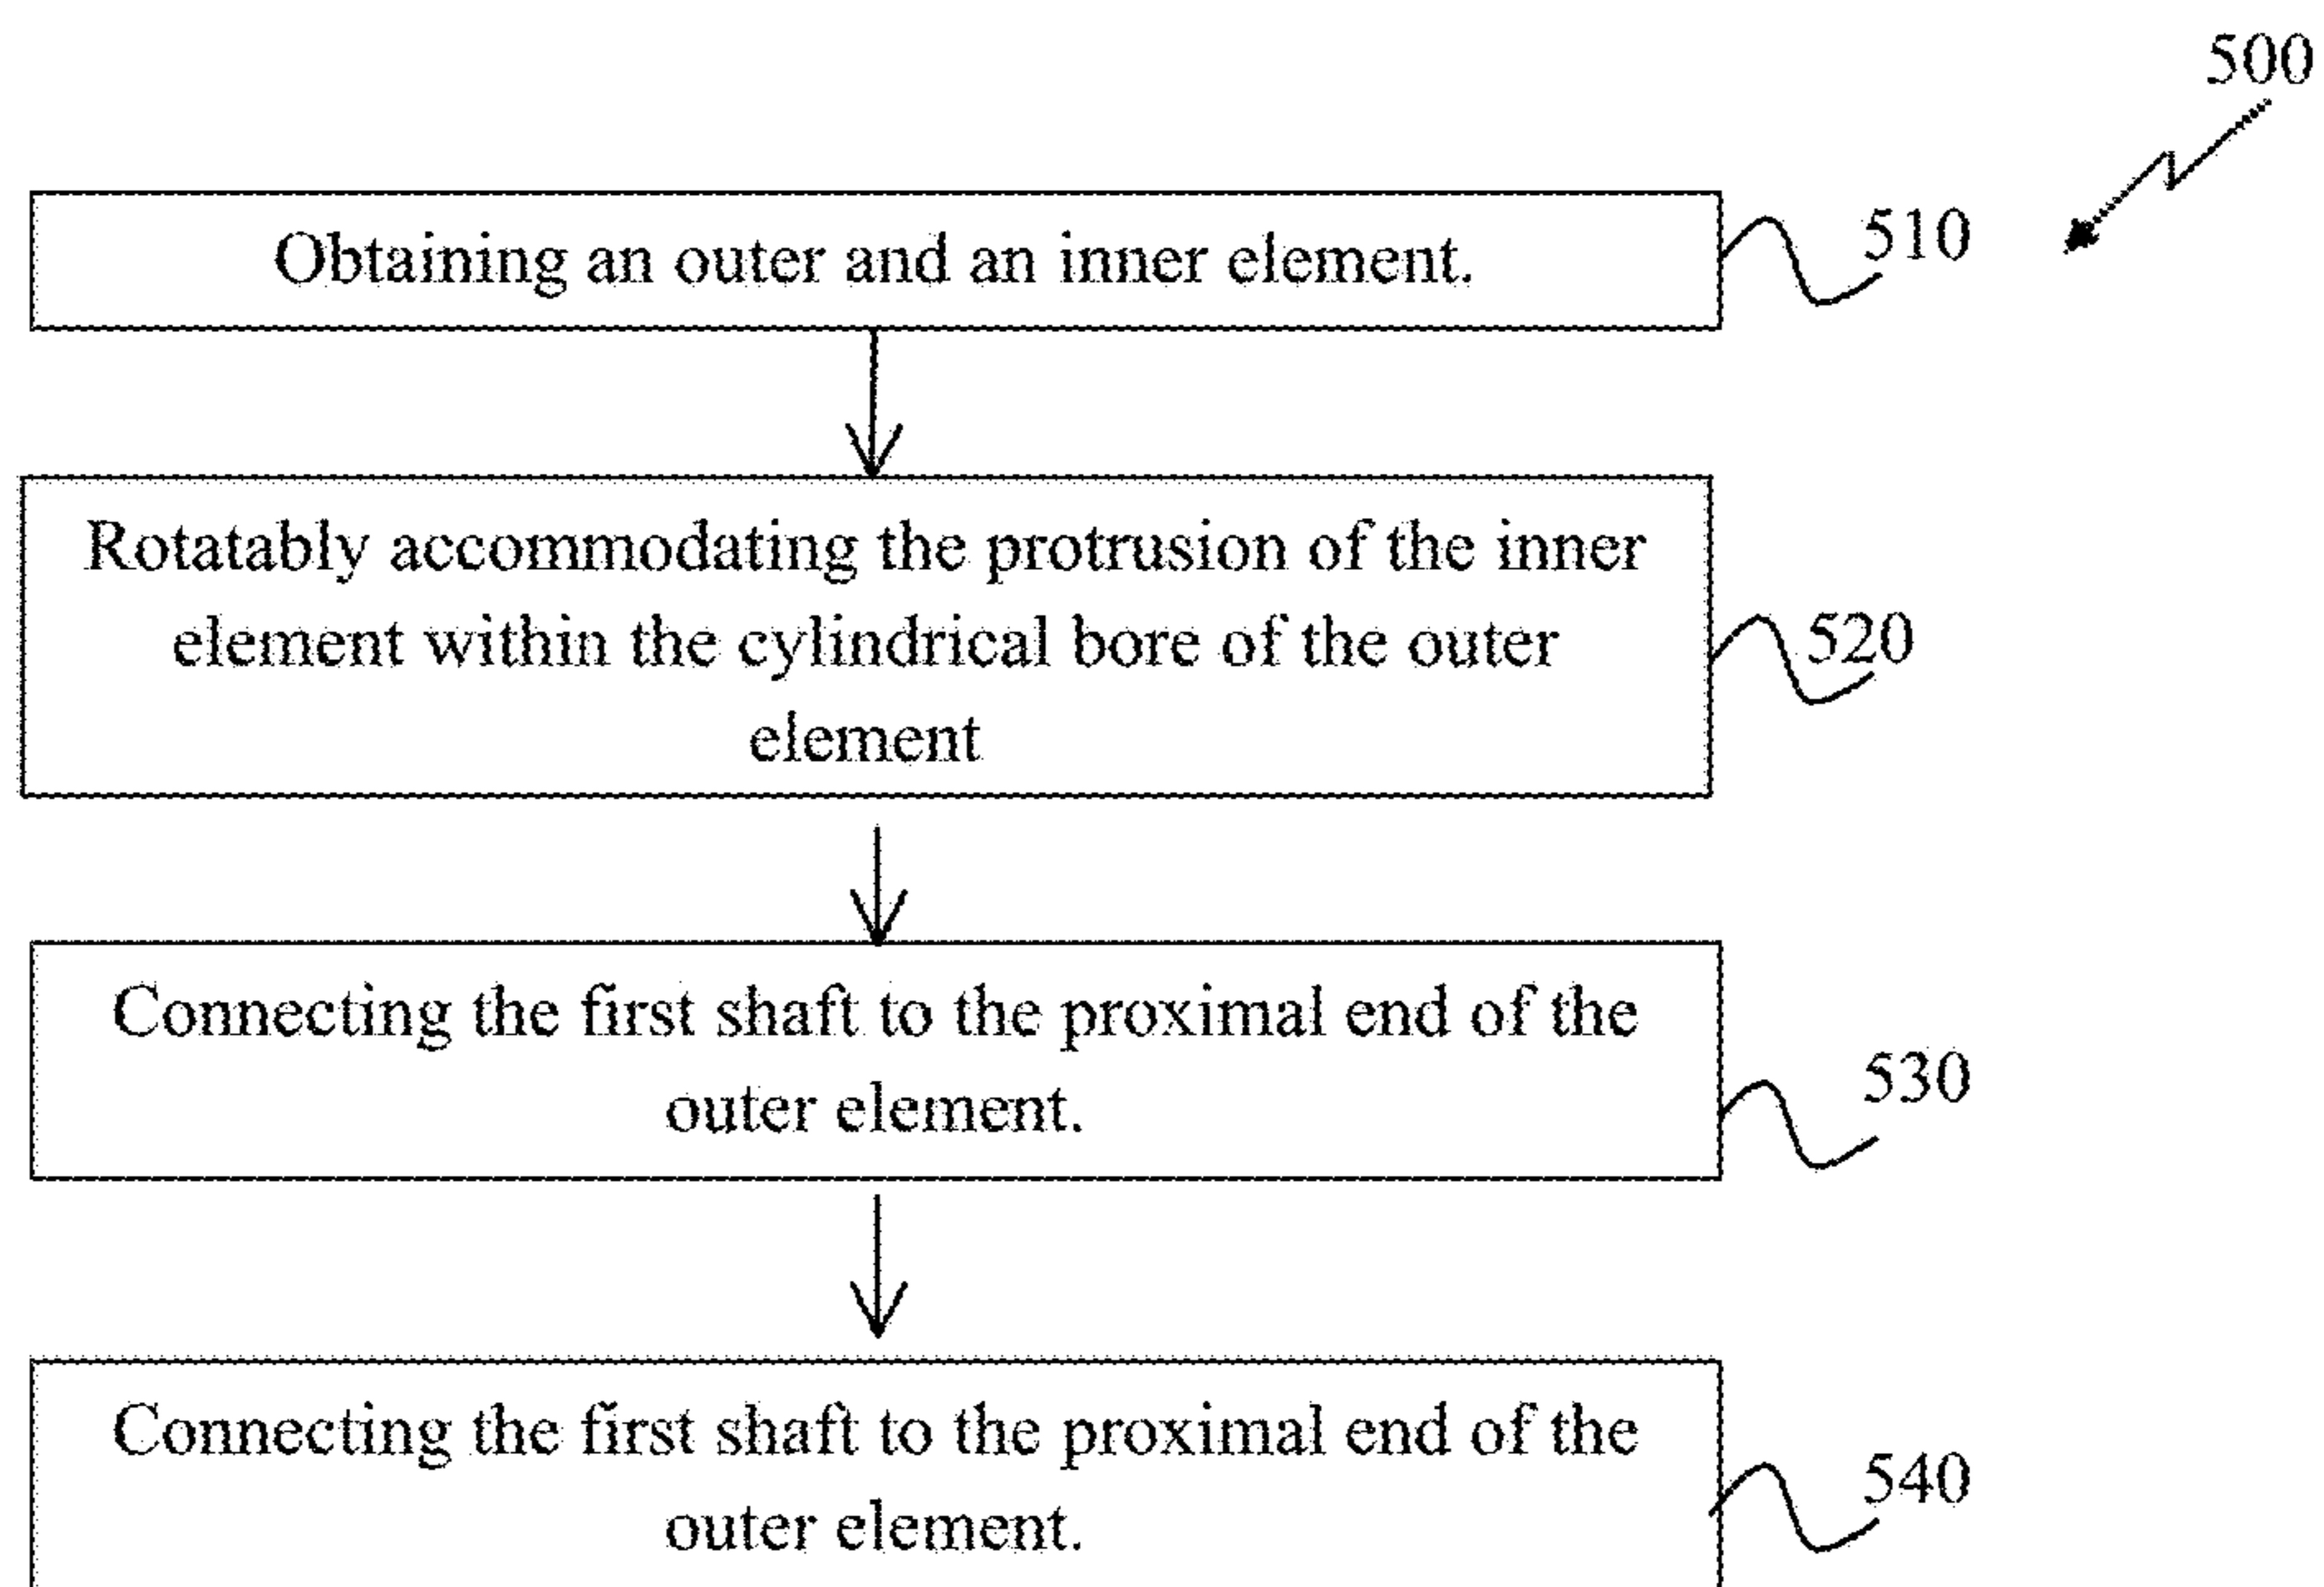 500
Obtaining an outer and an inner element.
510
Rotatably accommodating the protrusion of the inner
element within the cylindrical bore of the outer
element
520
Connecting the first shaft to the proximal end of the
outer element.
530
Connecting the first shaft to the proximal end of the
outer element.
540